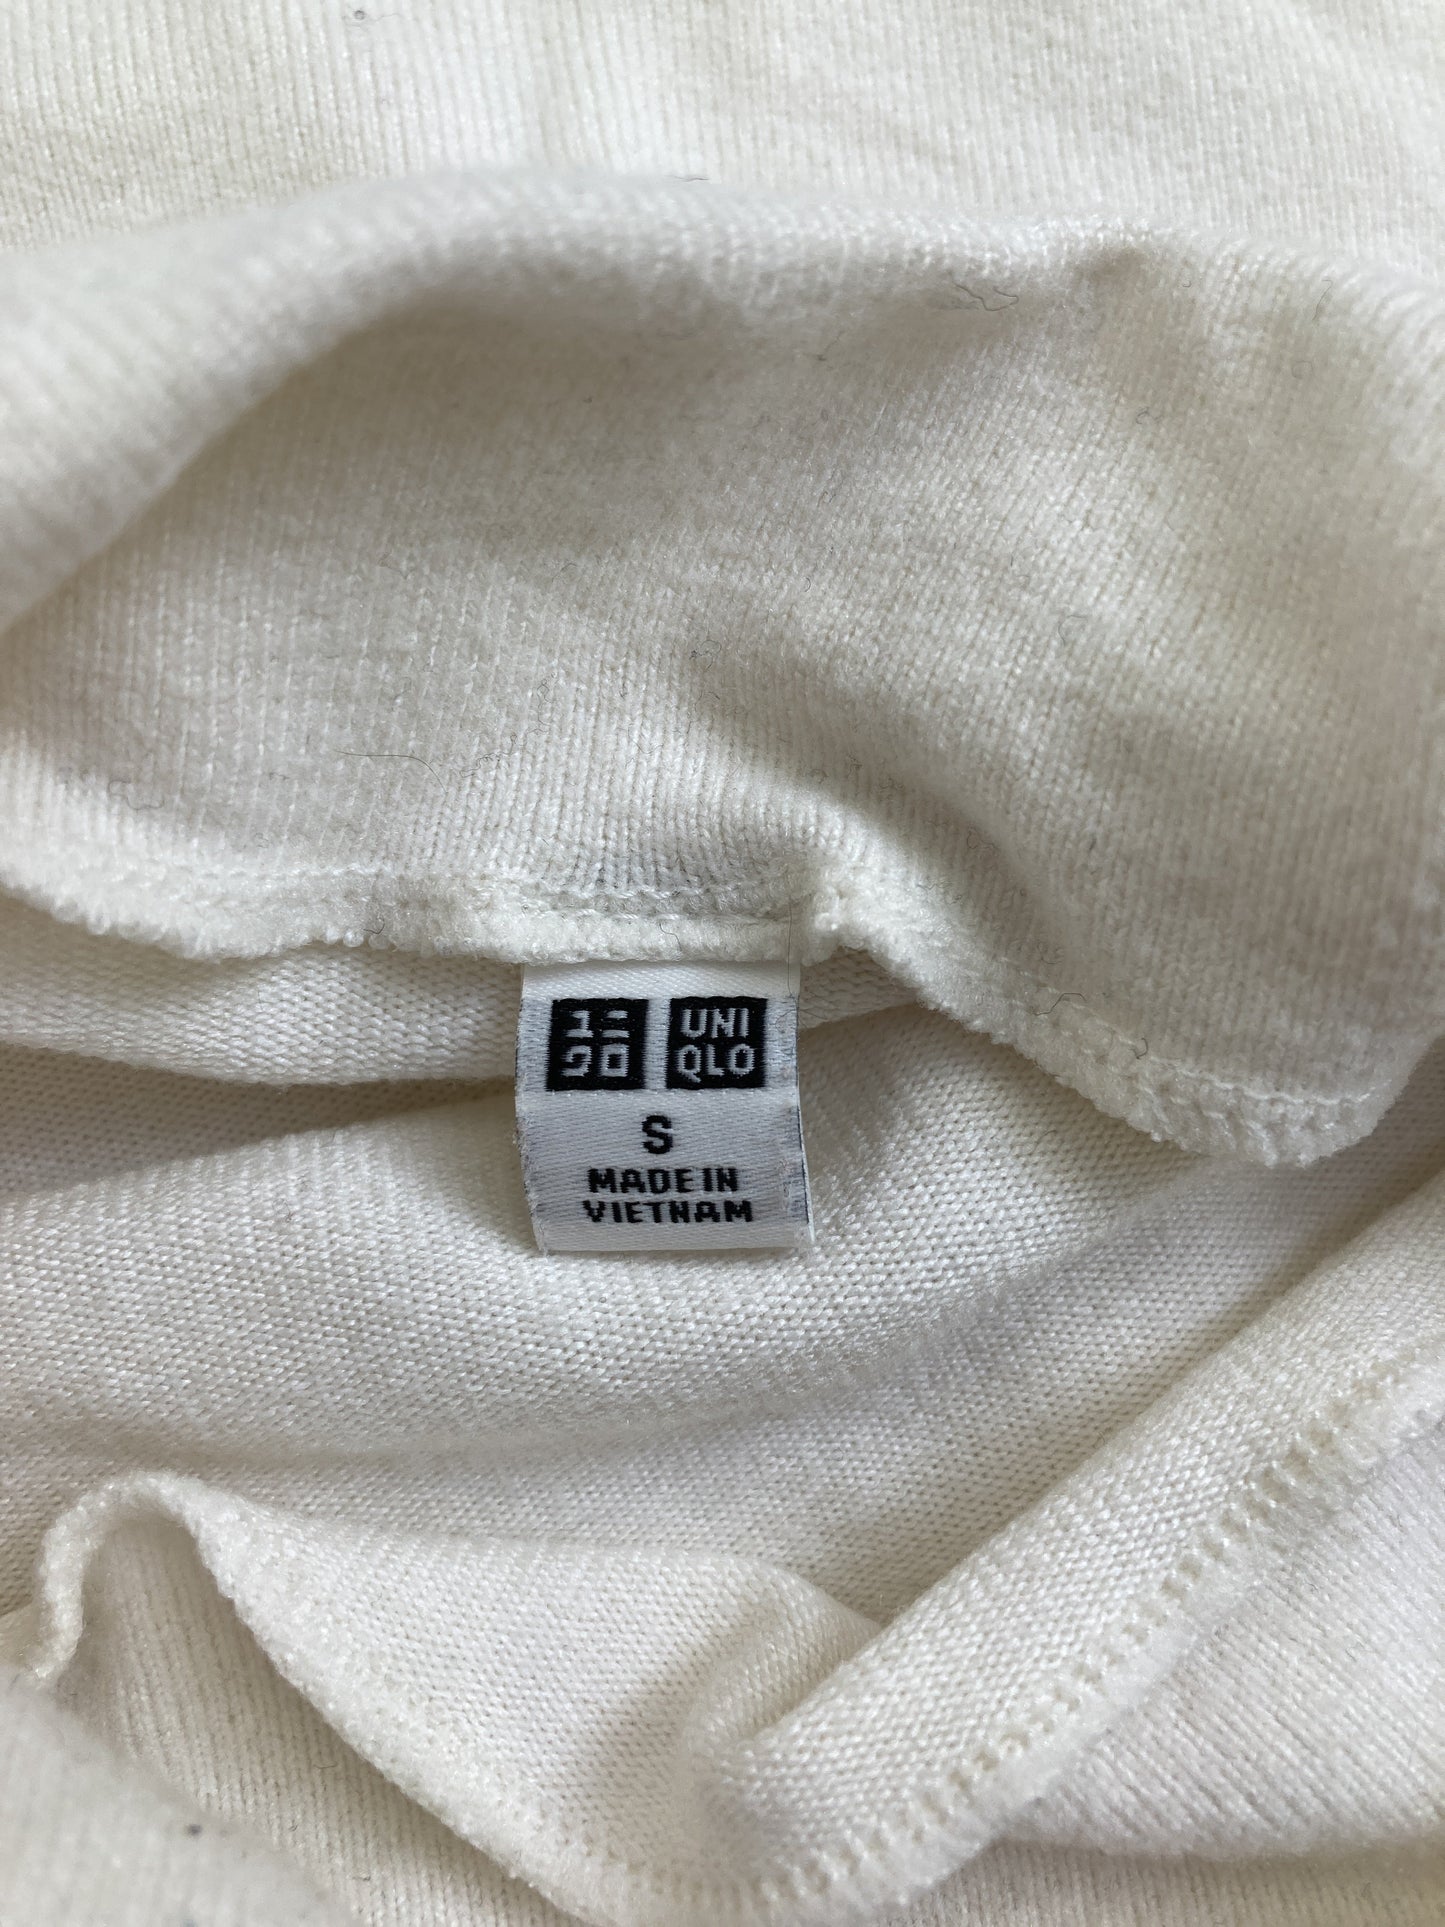 ユニ UNI
クロ QLO
S
MADE IN
VIETNAM